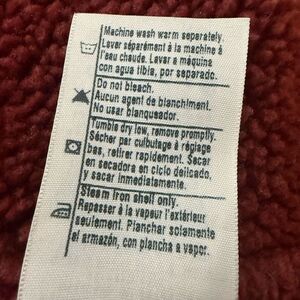 Machine wash warm separately.
Laver séparément à la machine à
l'eau chaude. Lavar a máquina
con agua tibia, por separado.
Do not bleach.
Aucun agent de blanchiment.
No usar blanqueador.
Tumble dry low, remove promptly.
Sécher par culbutage à réglage
bas, retirer rapidement. Secar
en secadora en ciclo delicado,
y sacar inmediatamente.
Steam iron shell only.
Repasser à la vapeur l'extérieur
seulement. Planchar solamente
el armazón, con plancha a vapor.